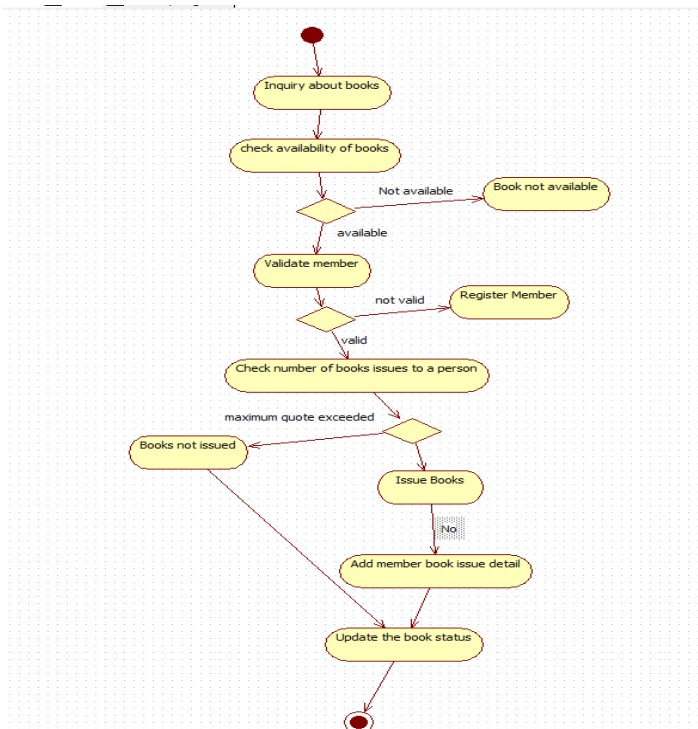 Inquiry about books
check availability of books
Not available
Book not available
available
Validate member
not valid
Register Member
valid
Check number of books issues to a person
maximum quote exceeded
Books not issued
Issue Books
No
Add member book issue detail
Update the book status